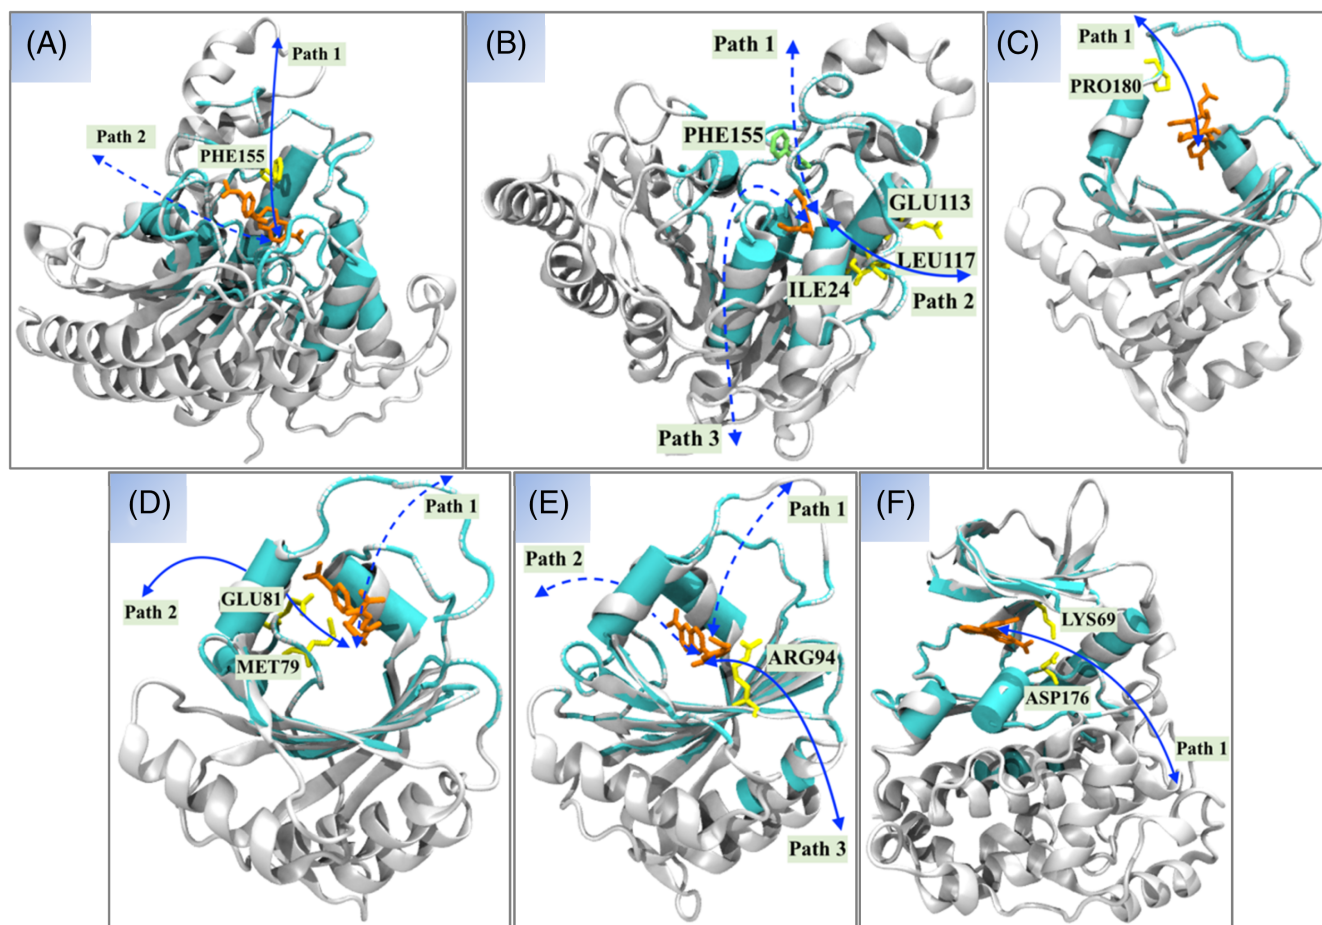 (A)
Path 1
Path 2
PHE155
(B)
Path 1
PHE155
GLU113
LEU117
ILE24
Path 2
Path 3
(C)
Path 1
PRO180
(D)
Path 1
GLU81
Path 2
MET79
(E)
Path 1
Path 2
ARG94
Path 3
(F)
LYS69
ASP176
Path 1